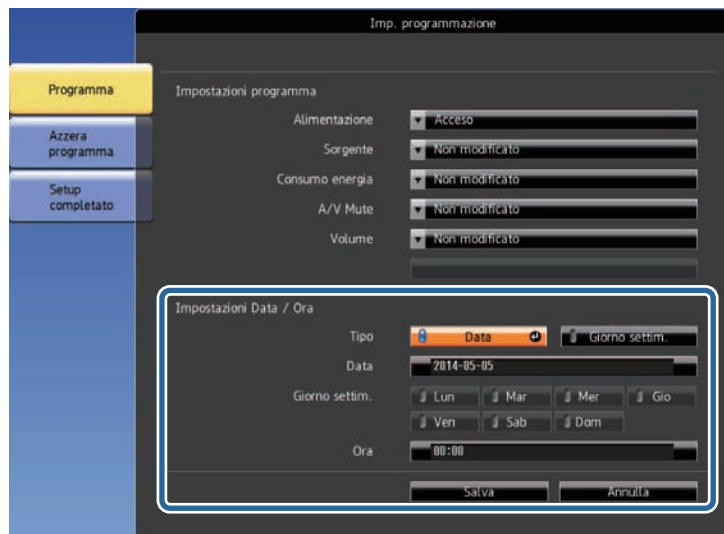 Imp. programmazione
Programma
Azzera
programma
Setup
completato
Impostazioni programma
Alimentazione Acceso
Sorgente Non modificato
Consumo energia Non modificato
A/V Mute Non modificato
Volume Non modificato
Impostazioni Data / Ora
Tipo Data Giorno settim.
Data 2014-05-05
Giorno settim. Lun Mar Mer Gio
Ven Sab Dom
Ora 00:00
Salva Annulla